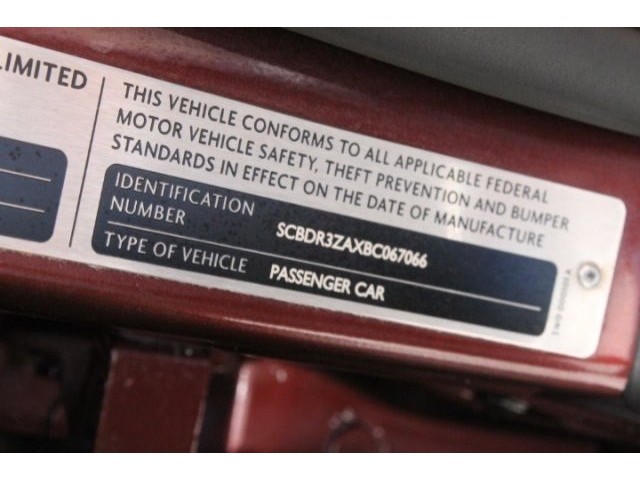 LIMITED
THIS VEHICLE CONFORMS TO ALL APPLICABLE FEDERAL
MOTOR VEHICLE SAFETY, THEFT PREVENTION AND BUMPER
STANDARDS IN EFFECT ON THE DATE OF MANUFACTURE
IDENTIFICATION
NUMBER
SCBDR3ZAXBC067066
TYPE OF VEHICLE
PASSENGER CAR